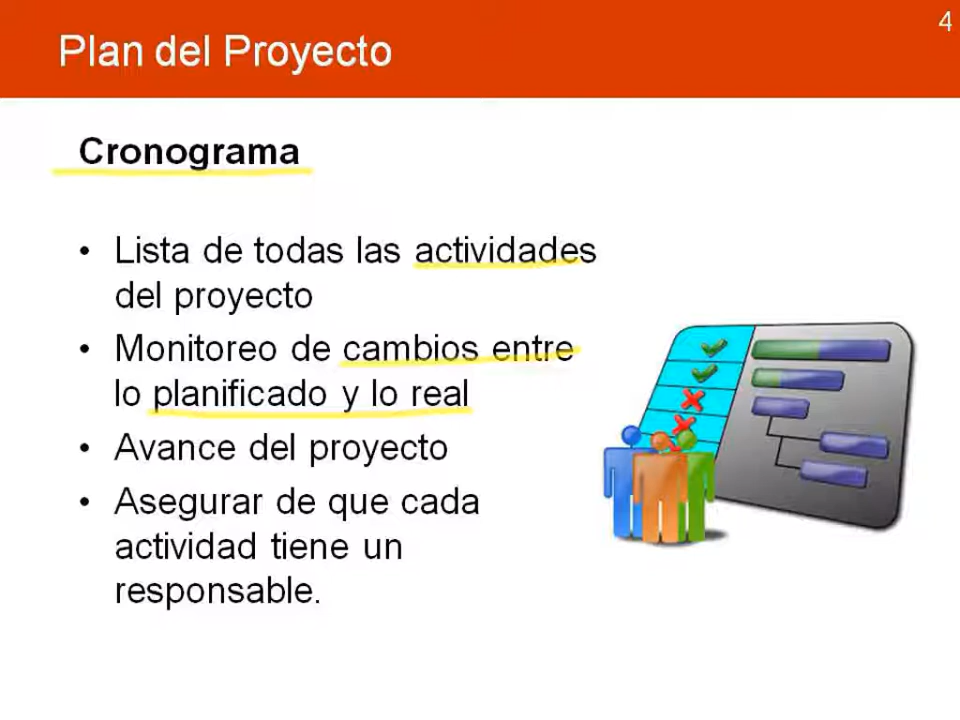 4
Plan del Proyecto
Cronograma
• Lista de todas las actividades
del proyecto
• Monitoreo de cambios entre
lo planificado y lo real
• Avance del proyecto
• Asegurar de que cada
actividad tiene un
responsable.